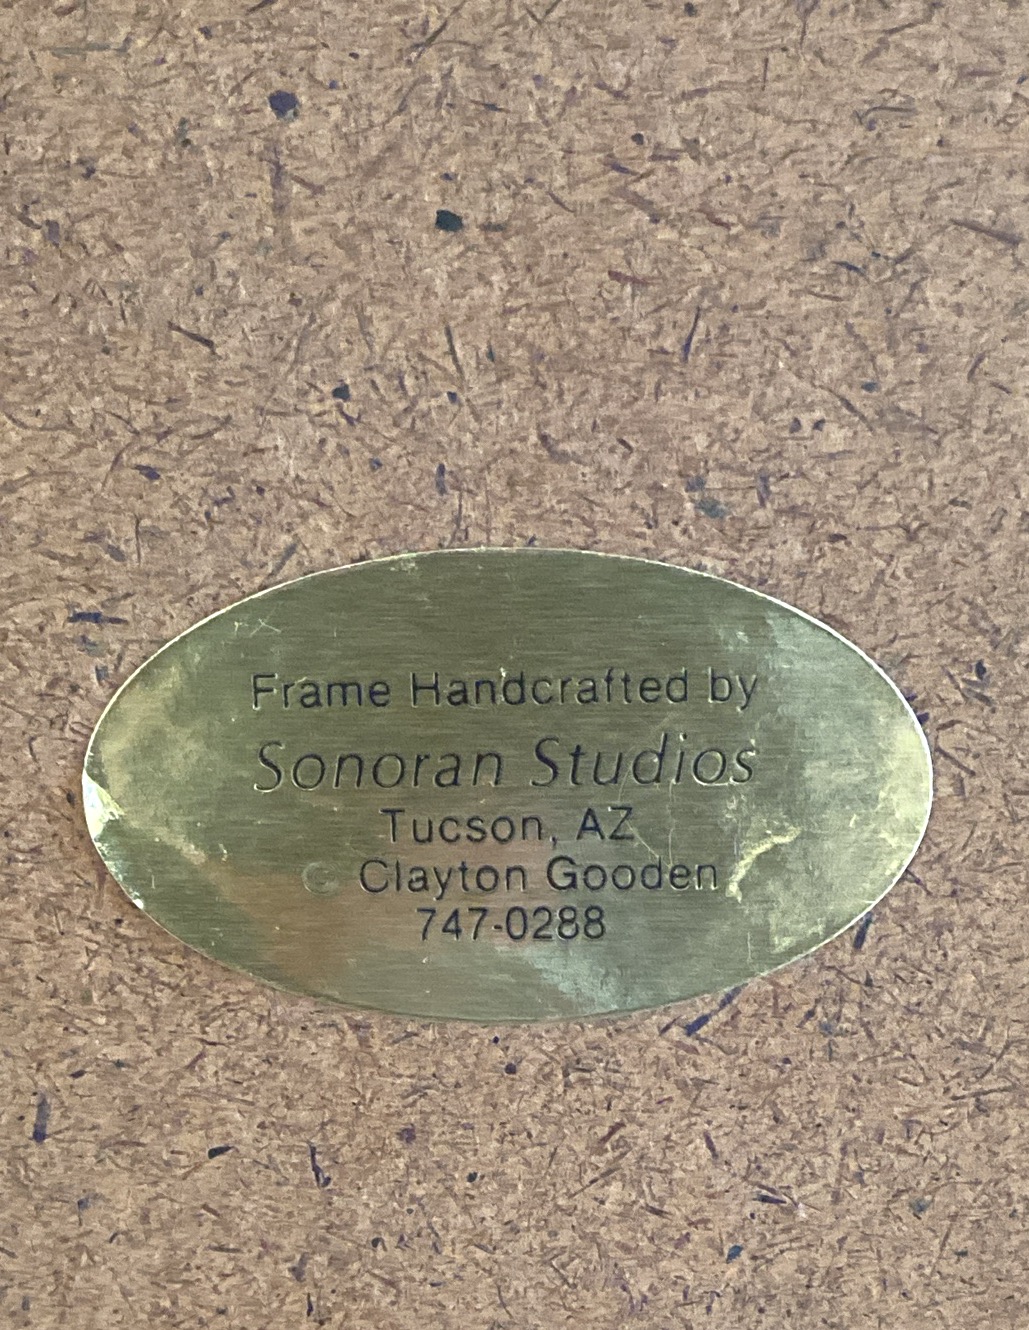 Frame Handcrafted by
Sonoran Studios
Tucson, AZ
© Clayton Gooden
747-0288